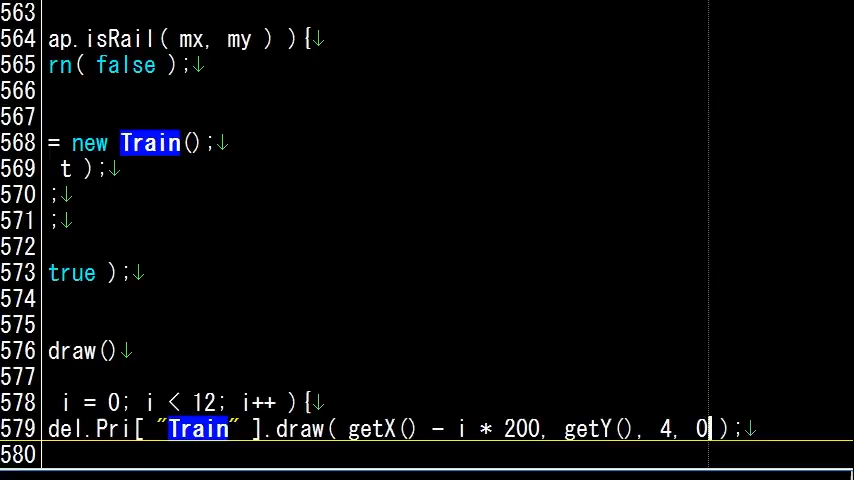 563
564 ap.isRail( mx, my ) ){↓
565 rn( false );↓
566
567
568 = new Train();↓
569  t );↓
570 ;↓
571 ;↓
572
573 true );↓
574
575
576 draw()↓
577
578  i = 0; i < 12; i++ ){↓
579 del.Pri[ "Train" ].draw( getX() - i * 200, getY(), 4, 0 );↓
580